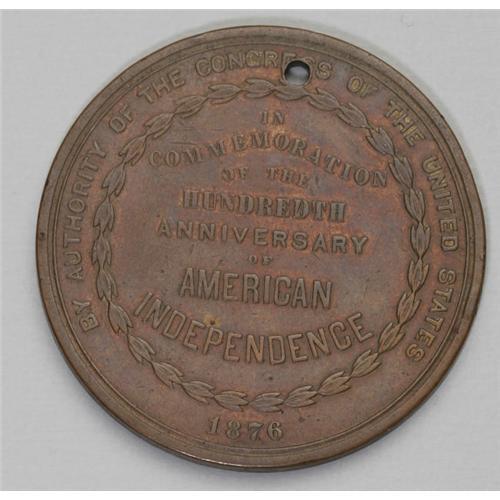 BY AUTHORITY OF THE CONGRESS OF THE UNITED STATES
IN
COMMEMORATION
OF THE
HUNDREDTH
ANNIVERSARY
OF
AMERICAN
INDEPENDENCE
1876